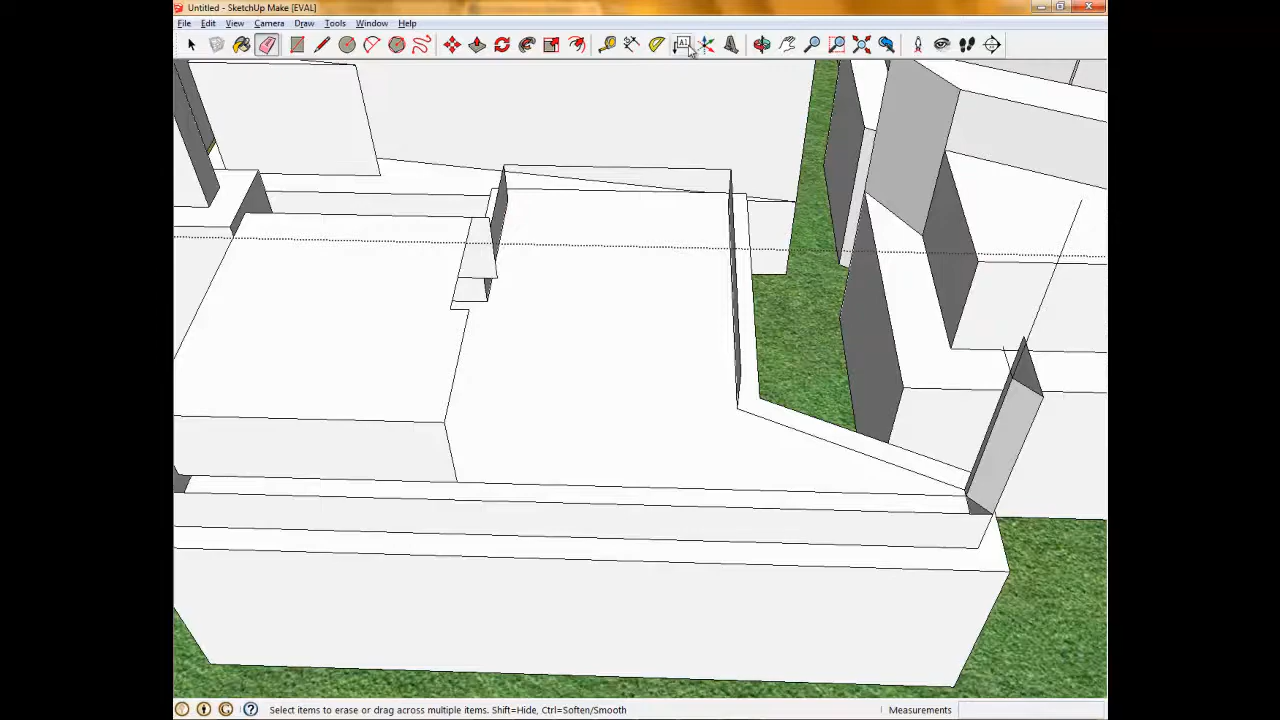 Untitled - SketchUp Make [EVAL]
File Edit View Camera Draw Tools Window Help
A1
Select items to erase or drag across multiple items. Shift=Hide, Ctrl=Soften/Smooth
Measurements